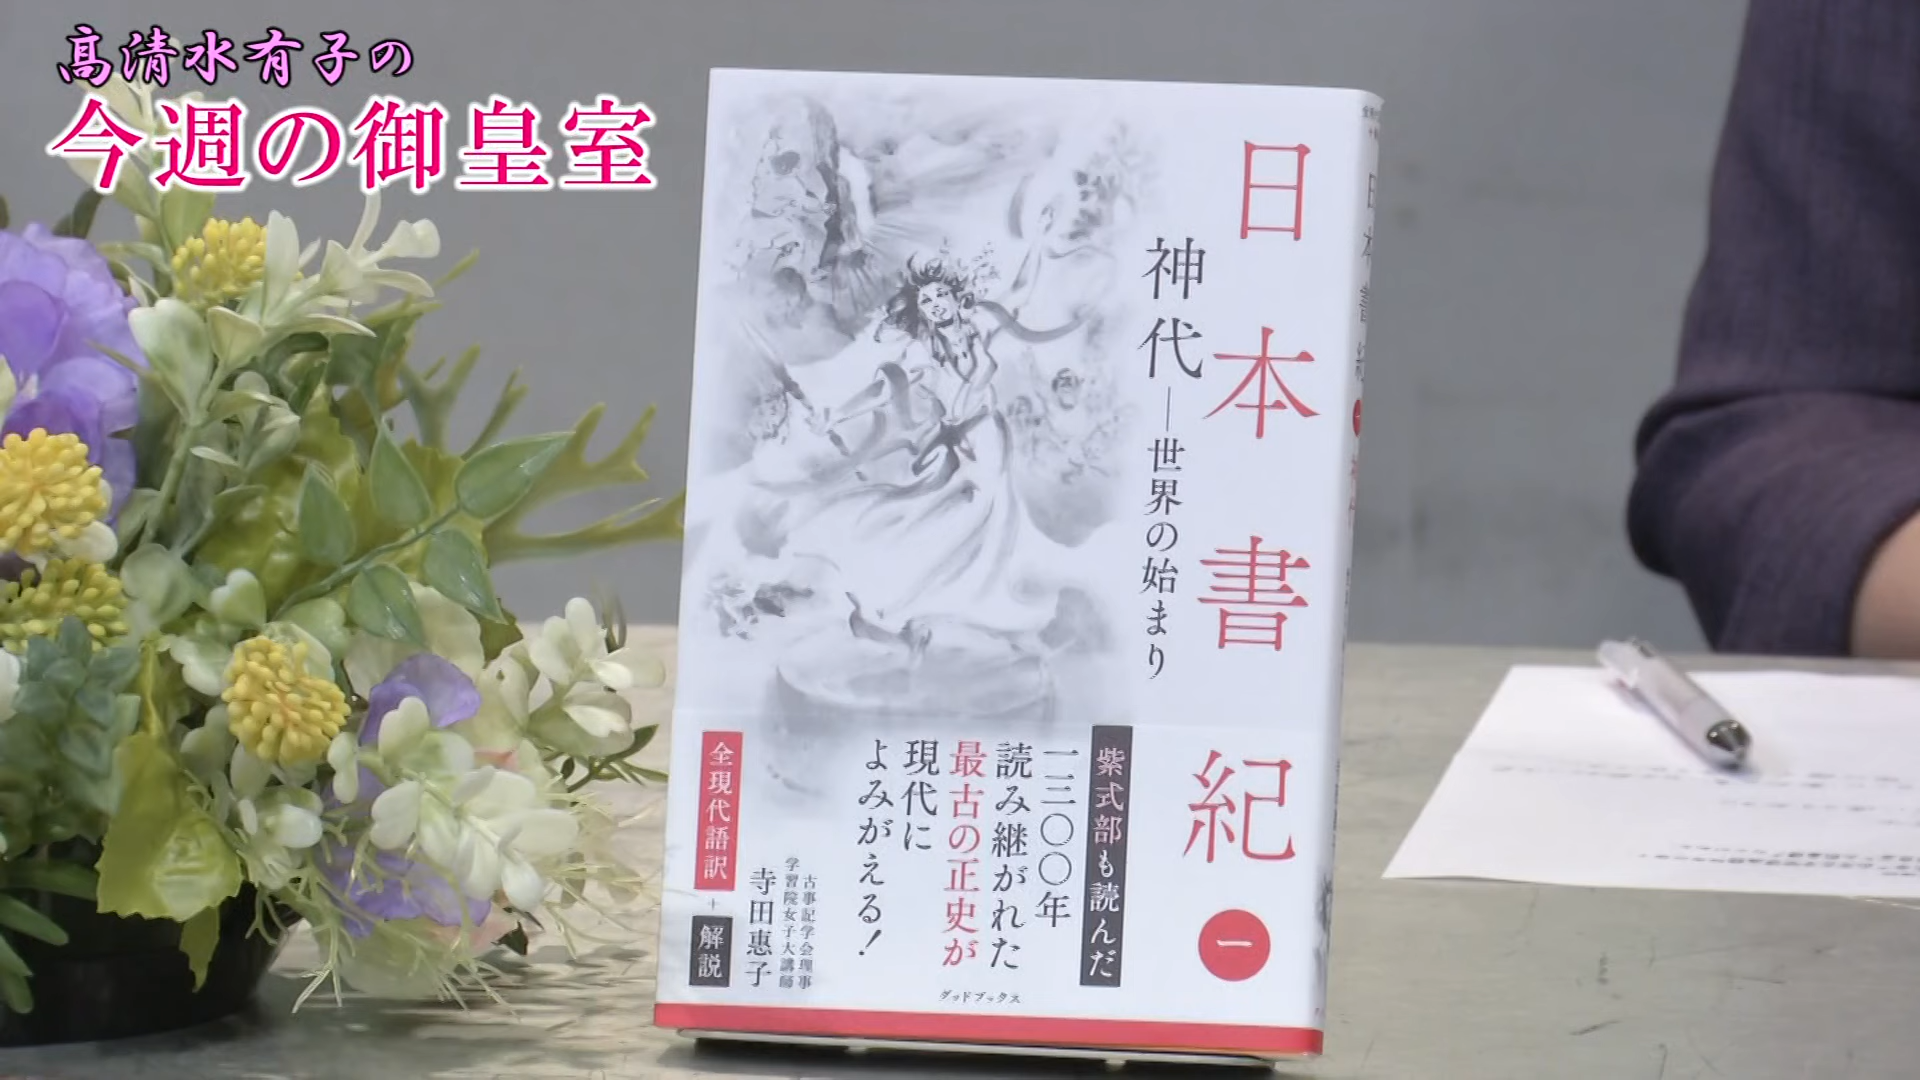 髙清水有子の
今週の御皇室
日本書紀
一
神代―世界の始まり
紫式部も読んだ
一三〇〇年
読み継がれた
最古の正史が
現代に
よみがえる!
古事記学会理事
学習院女子大講師
寺田惠子
全現代語訳
+
解説
グッドブックス